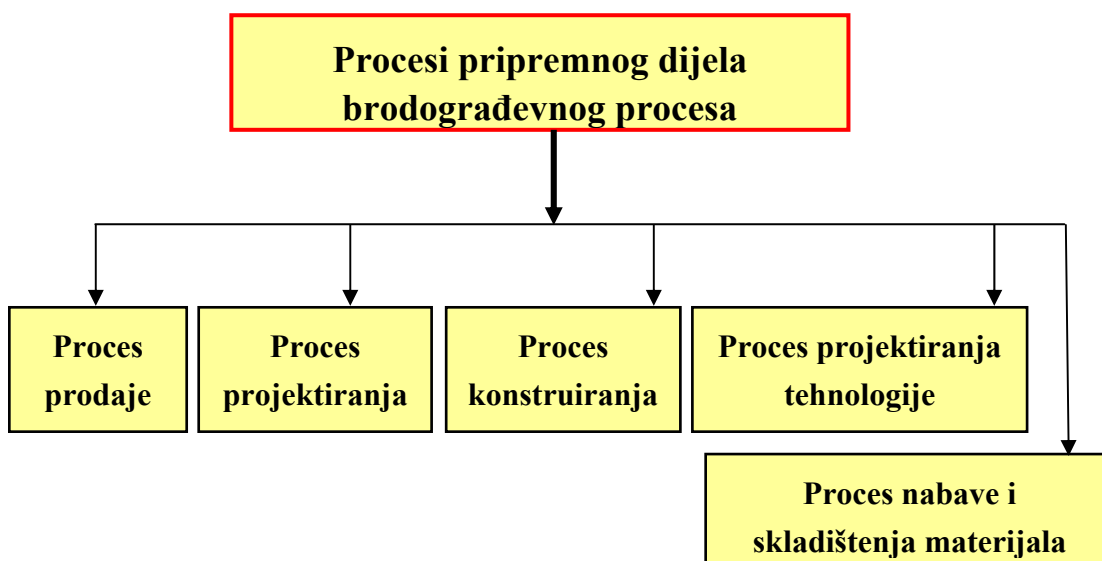 Procesi pripremnog dijela
brodograđevnog procesa
Proces
prodaje
Proces
projektiranja
Proces
konstruiranja
Proces projektiranja
tehnologije
Proces nabave i
skladištenja materijala